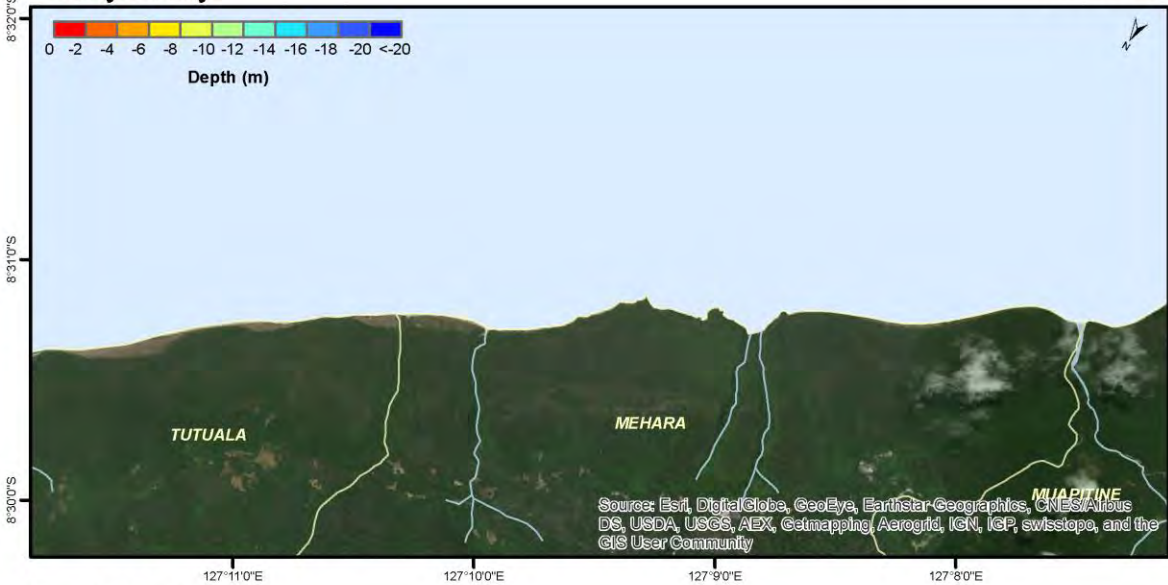 8°32'0"S
0 -2 -4 -6 -8 -10 -12 -14 -16 -18 -20 <-20
Depth (m)
N
8°31'0"S
TUTUALA
MEHARA
8°30'0"S
MUAPITINE
Source: Esri, DigitalGlobe, GeoEye, Earthstar Geographics, CNES/Airbus
DS, USDA, USGS, AEX, Getmapping, Aerogrid, IGN, IGP, swisstopo, and the
GIS User Community
127°11'0"E 127°10'0"E 127°9'0"E 127°8'0"E